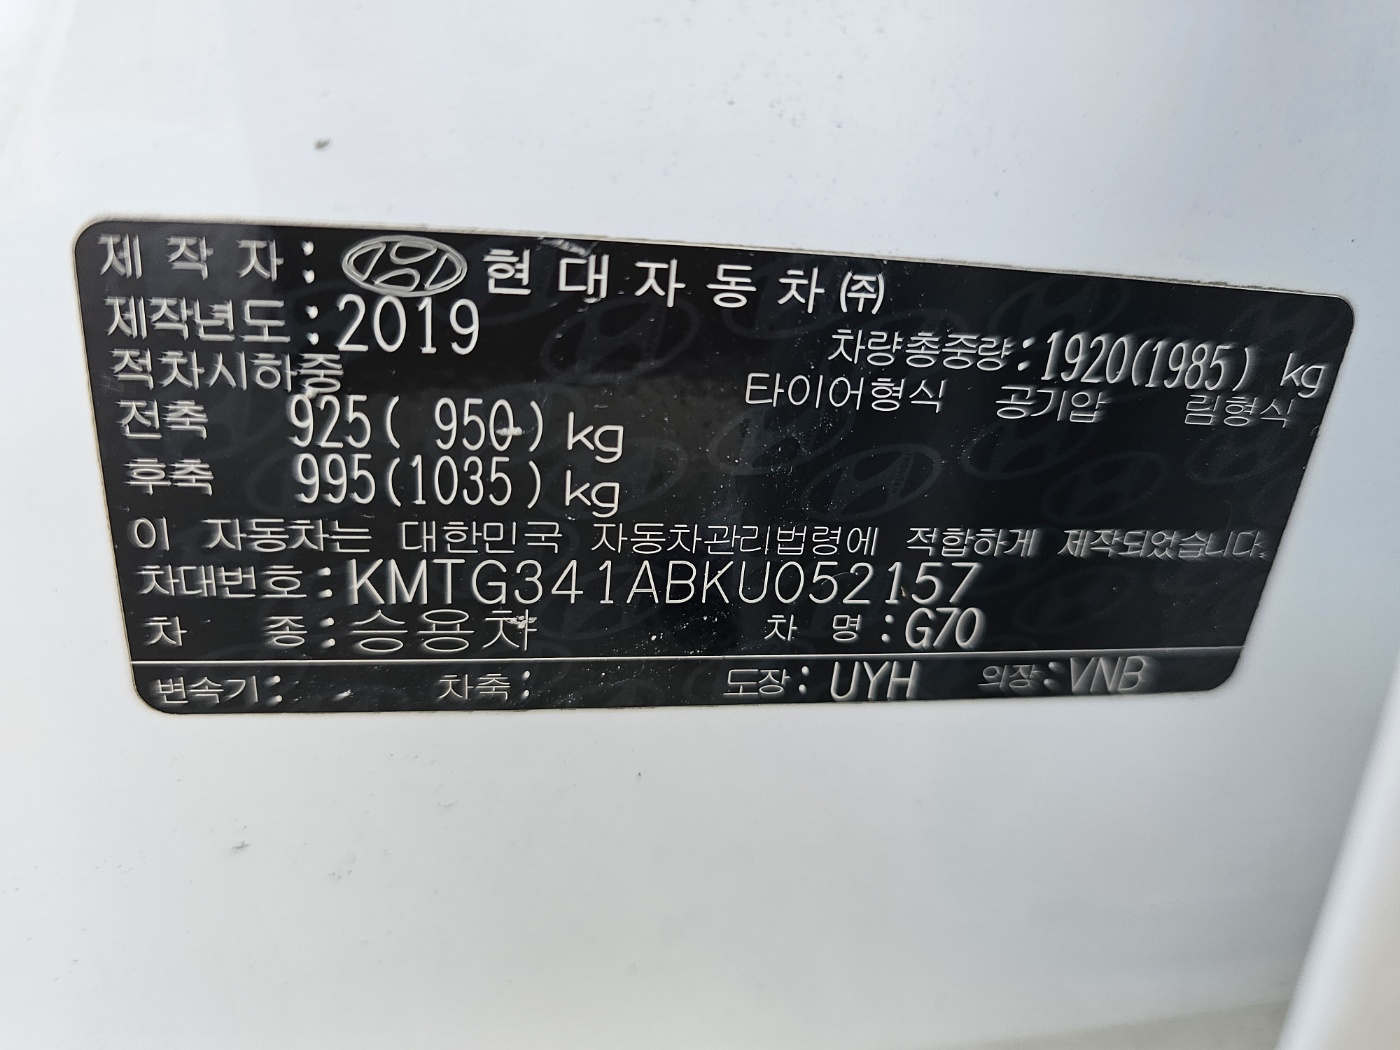 제 작 자 : 현대자동차㈜
제작년도 : 2019
차량총중량 : 1920(1985) kg
적차시하중
타이어형식 공기압 림형식
전축 925( 950 ) kg
후축 995(1035 ) kg
이 자동차는 대한민국 자동차관리법령에 적합하게 제작되었습니다.
차대번호 : KMTG341ABKU052157
차 종 : 승용차 차 명 : G70
변속기 : 차축 : 도장 : UYH 의장 : VNB